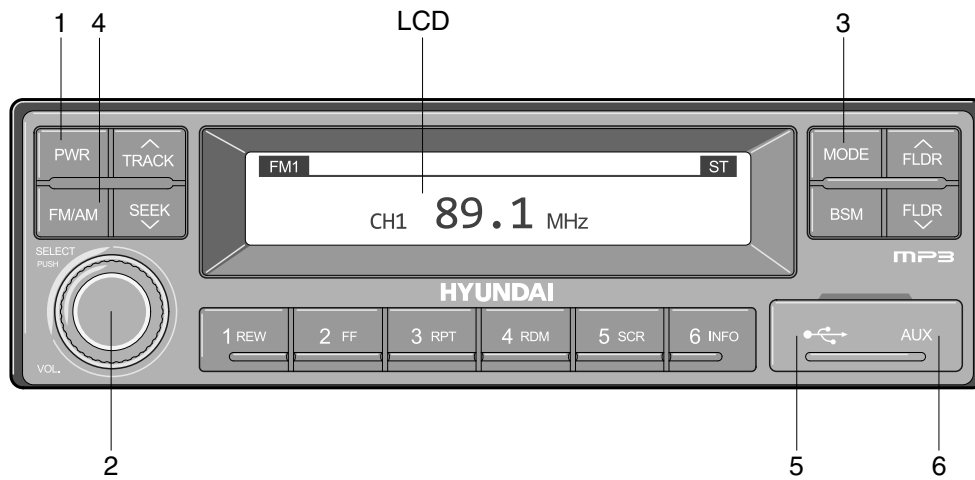 1 4 LCD 3
PWR TRACK
FM/AM SEEK
FM1 ST
CH1 89.1 MHz
MODE FLDR
BSM FLDR
SELECT
PUSH
VOL.
MP3
HYUNDAI
1 REW 2 FF 3 RPT 4 RDM 5 SCR 6 INFO
AUX
2 5 6